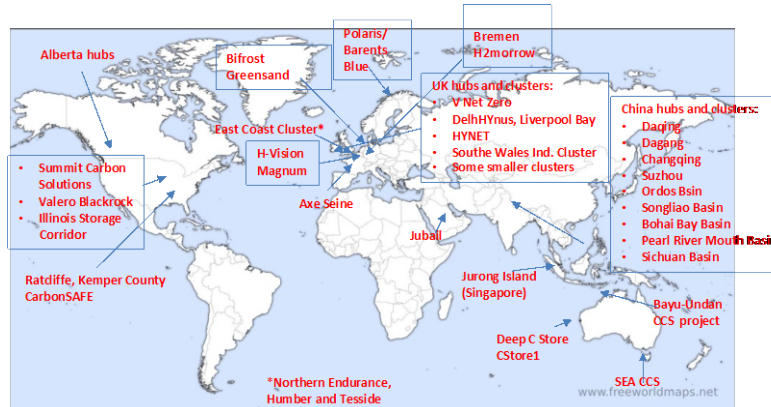 Alberta hubs
Bifrost
Greensand
Polaris/
Barents
Blue
Bremen
H2morrow
UK hubs and clusters:
• V Net Zero
• DelhHYnus, Liverpool Bay
• HYNET
• Southe Wales Ind. Cluster
• Some smaller clusters
China hubs and clusters:
• Daqing
• Dagang
• Changqing
• Suzhou
• Ordos Bsin
• Songliao Basin
• Bohai Bay Basin
• Pearl River Mouth Basin
• Sichuan Basin
East Coast Cluster*
H-Vision
Magnum
Axe Seine
• Summit Carbon
Solutions
• Valero Blackrock
• Illinois Storage
Corridor
Ratcliffe, Kemper County
CarbonSAFE
Jubail
Jurong Island
(Singapore)
Bayu-Undan
CCS project
Deep C Store
CStore1
SEA CCS
*Northern Endurance,
Humber and Tesside
www.freeworldmaps.net